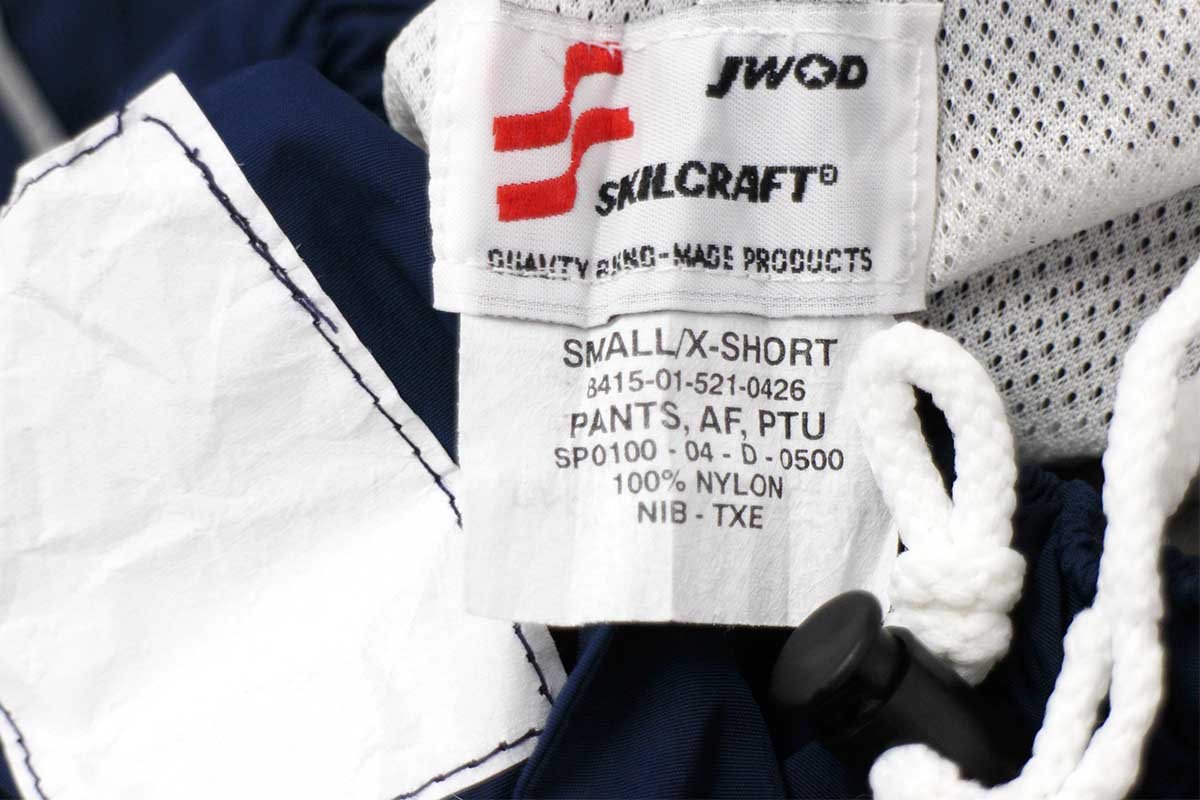 JWOD
SKILCRAFT®
QUALITY BLIND-MADE PRODUCTS
SMALL/X-SHORT
8415-01-521-0426
PANTS, AF, PTU
SP0100 - 04 - D - 0500
100% NYLON
NIB - TXE